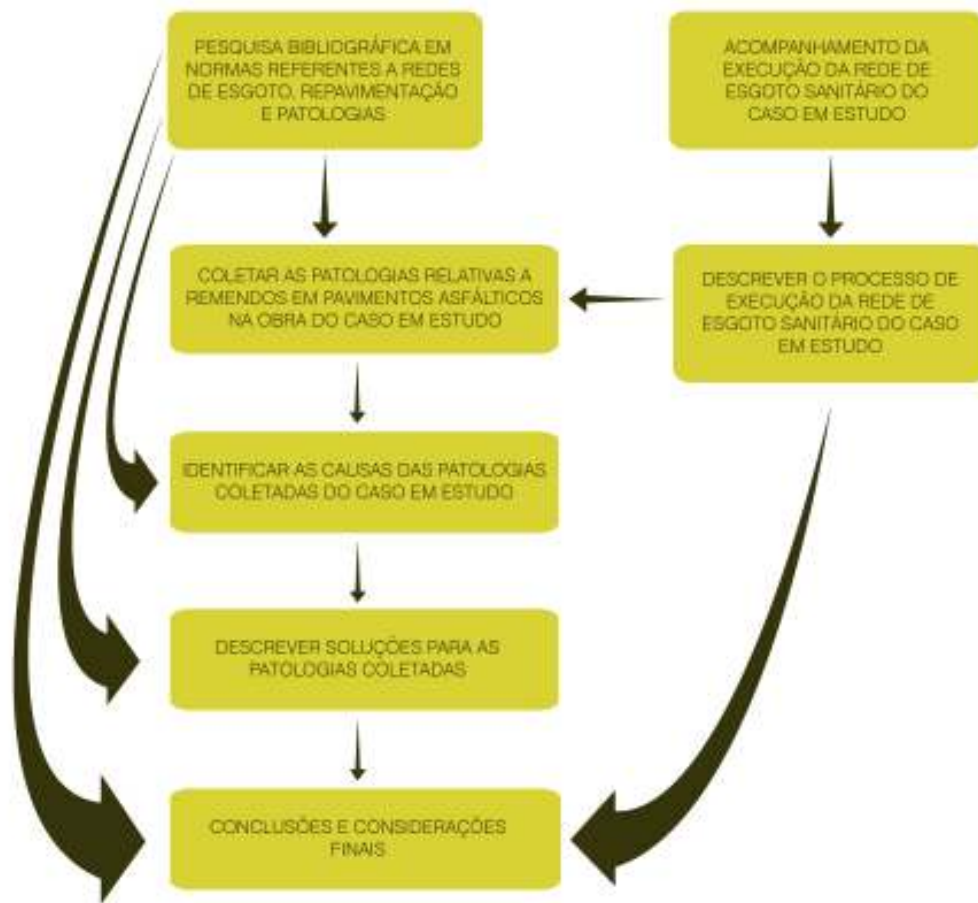 PESQUISA BIBLIOGRÁFICA EM
NORMAS REFERENTES A REDES
DE ESGOTO, REPAVIMENTAÇÃO
E PATOLOGIAS
ACOMPANHAMENTO DA
EXECUÇÃO DA REDE DE
ESGOTO SANITÁRIO DO
CASO EM ESTUDO
COLETAR AS PATOLOGIAS RELATIVAS A
REMENDOS EM PAVIMENTOS ASFÁLTICOS
NA OBRA DO CASO EM ESTUDO
DESCREVER O PROCESSO DE
EXECUÇÃO DA REDE DE
ESGOTO SANITÁRIO DO CASO
EM ESTUDO
IDENTIFICAR AS CAUSAS DAS PATOLOGIAS
COLETADAS DO CASO EM ESTUDO
DESCREVER SOLUÇÕES PARA AS
PATOLOGIAS COLETADAS
CONCLUSÕES E CONSIDERAÇÕES
FINAIS